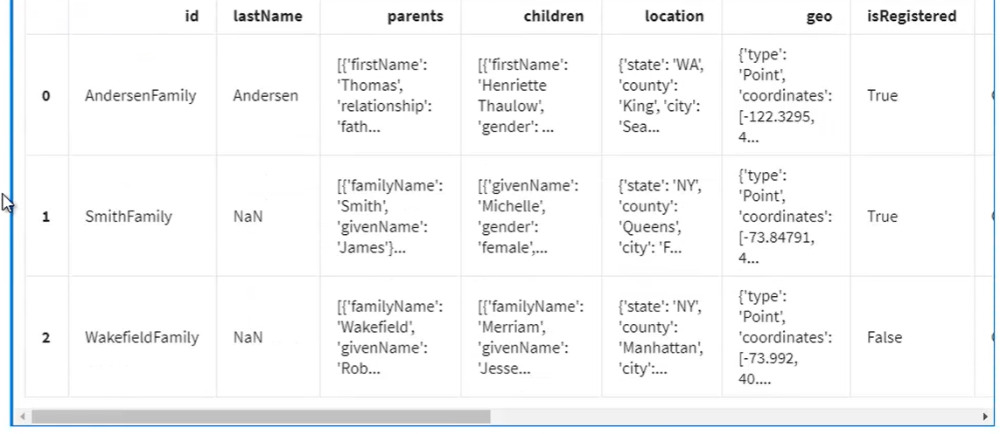 id lastName parents children location geo isRegistered
0 AndersenFamily Andersen [{'firstName': 'Thomas', 'relationship': 'fath... [{'firstName': 'Henriette Thaulow', 'gender': ... {'state': 'WA', 'county': 'King', 'city': 'Sea... {'type': 'Point', 'coordinates': [-122.3295, 4... True
1 SmithFamily NaN [{'familyName': 'Smith', 'givenName': 'James'}... [{'givenName': 'Michelle', 'gender': 'female',... {'state': 'NY', 'county': 'Queens', 'city': 'F... {'type': 'Point', 'coordinates': [-73.84791, 4... True
2 WakefieldFamily NaN [{'familyName': 'Wakefield', 'givenName': 'Rob... [{'familyName': 'Merriam', 'givenName': 'Jesse... {'state': 'NY', 'county': 'Manhattan', 'city':... {'type': 'Point', 'coordinates': [-73.992, 40.... False